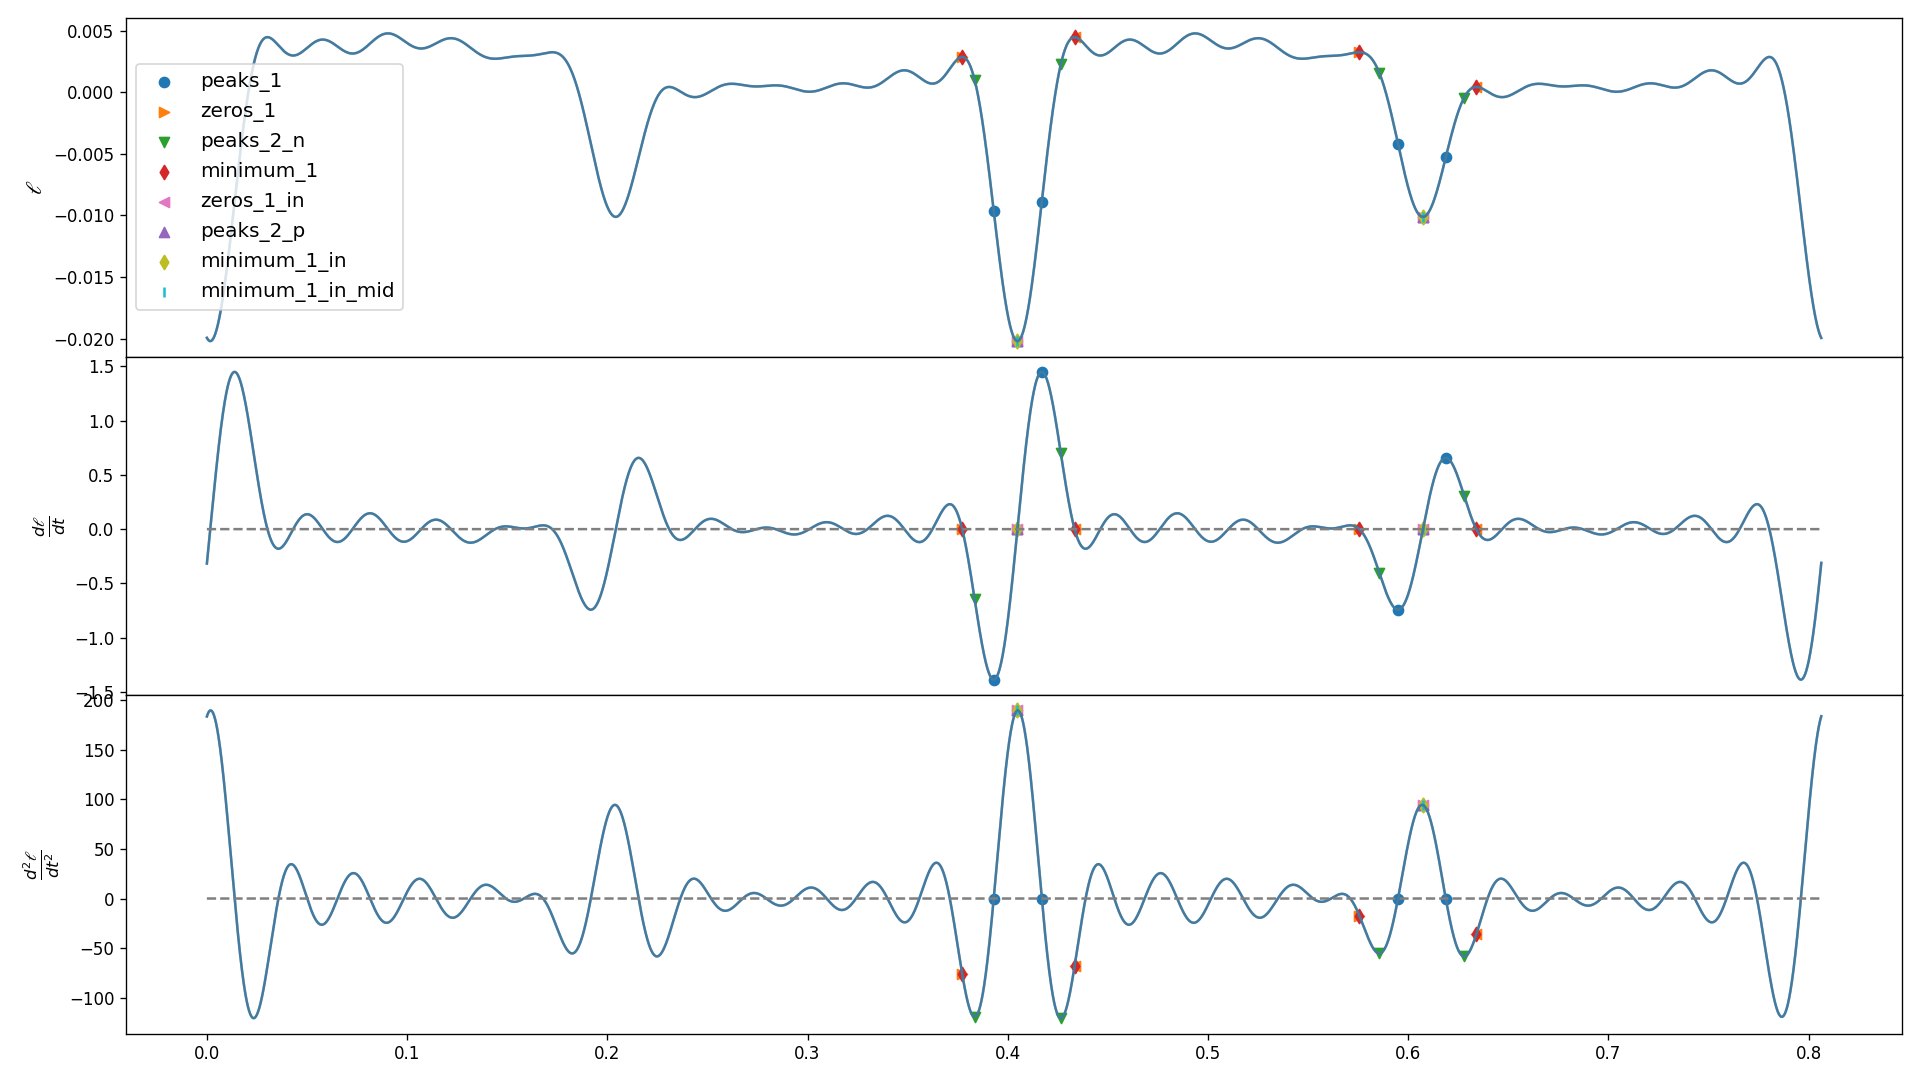 0.005
0.000
−0.005
−0.010
−0.015
−0.020
ℓ
peaks_1
zeros_1
peaks_2_n
minimum_1
zeros_1_in
peaks_2_p
minimum_1_in
minimum_1_in_mid
1.5
1.0
0.5
0.0
−0.5
−1.0
−1.5
dℓ
dt
200
150
100
50
0
−50
−100
d²ℓ
dt²
0.0 0.1 0.2 0.3 0.4 0.5 0.6 0.7 0.8